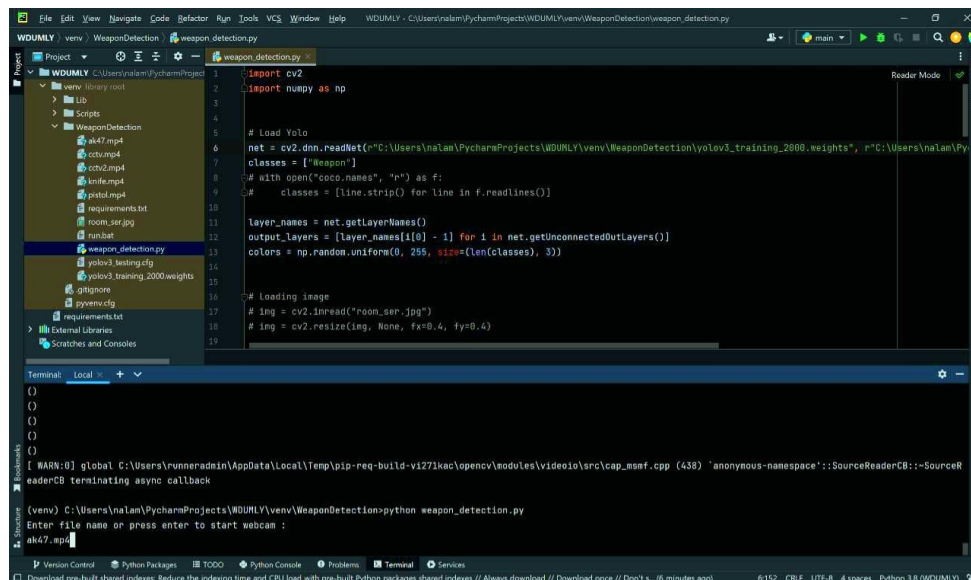 File Edit View Navigate Code Refactor Run Tools VCS Window Help WDUMLY - C:\Users\nalam\PycharmProjects\WDUMLY\venv\WeaponDetection\weapon_detection.py
WDUMLY venv WeaponDetection weapon_detection.py main
Project weapon_detection.py
WDUMLY C:\Users\nalam\PycharmProject
venv library root
Lib
Scripts
WeaponDetection
ak47.mp4
cctv.mp4
cctv2.mp4
knife.mp4
pistol.mp4
requirements.txt
room_ser.jpg
run.bat
weapon_detection.py
yolov3_testing.cfg
yolov3_training_2000.weights
.gitignore
pyvenv.cfg
requirements.txt
External Libraries
Scratches and Consoles
Reader Mode
1 import cv2
2 import numpy as np
3
4
5 # Load Yolo
6 net = cv2.dnn.readNet(r"C:\Users\nalam\PycharmProjects\WDUMLY\venv\WeaponDetection\yolov3_training_2000.weights", r"C:\Users\nalam\Py
7 classes = ["Weapon"]
8 # with open("coco.names", "r") as f:
9 #     classes = [line.strip() for line in f.readlines()]
10
11 layer_names = net.getLayerNames()
12 output_layers = [layer_names[i[0] - 1] for i in net.getUnconnectedOutLayers()]
13 colors = np.random.uniform(0, 255, size=(len(classes), 3))
14
15
16 # Loading image
17 # img = cv2.imread("room_ser.jpg")
18 # img = cv2.resize(img, None, fx=0.4, fy=0.4)
19
Terminal: Local
()
()
()
()
()
[ WARN:0] global C:\Users\runneradmin\AppData\Local\Temp\pip-req-build-vi271kac\opencv\modules\videoio\src\cap_msmf.cpp (438) `anonymous-namespace'::SourceReaderCB::~SourceR
eaderCB terminating async callback
(venv) C:\Users\nalam\PycharmProjects\WDUMLY\venv\WeaponDetection>python weapon_detection.py
Enter file name or press enter to start webcam :
ak47.mp4
Project
Bookmarks
Structure
Version Control Python Packages TODO Python Console Problems Terminal Services
Download pre-built shared indexes: Reduce the indexing time and CPU load with pre-built Python packages shared indexes // Always download // Download once // Don't s... (6 minutes ago) 6:152 CRLF UTF-8 4 spaces Python 3.8 (WDUMLY)